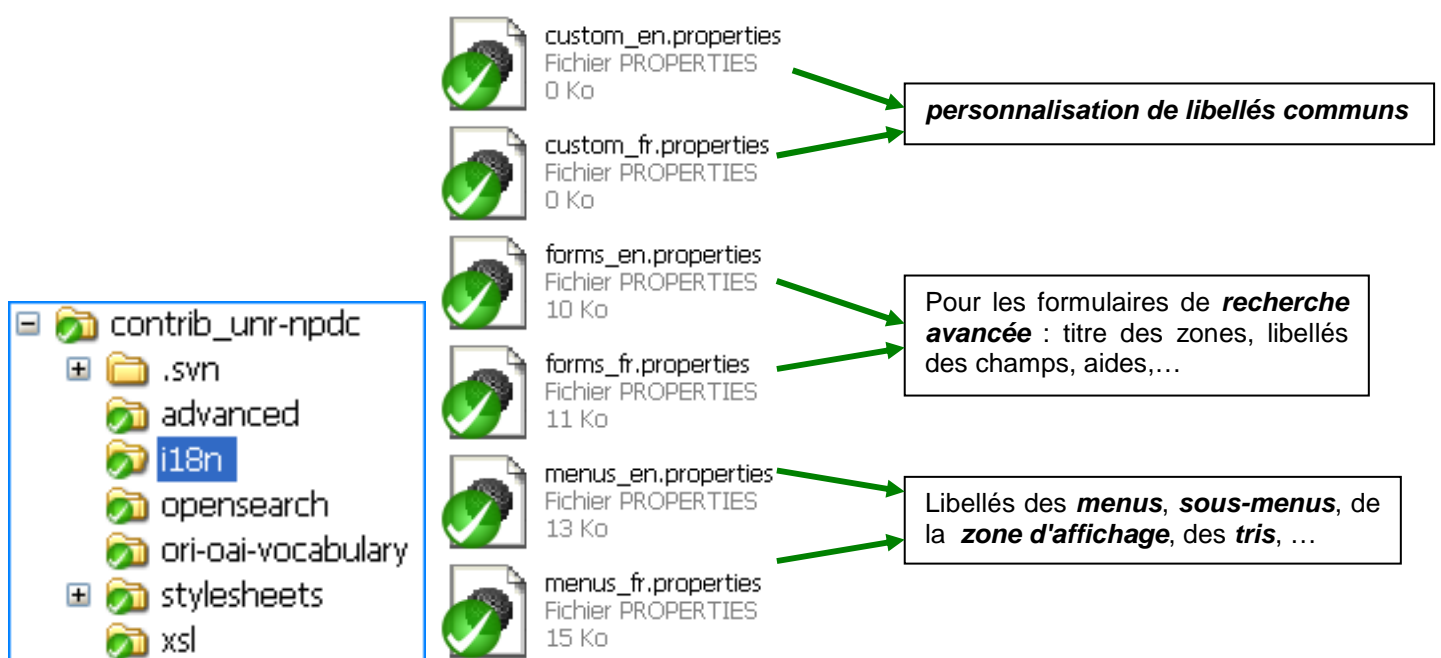 custom_en.properties
Fichier PROPERTIES
0 Ko
custom_fr.properties
Fichier PROPERTIES
0 Ko
personnalisation de libellés communs
forms_en.properties
Fichier PROPERTIES
10 Ko
forms_fr.properties
Fichier PROPERTIES
11 Ko
Pour les formulaires de recherche
avancée : titre des zones, libellés
des champs, aides,…
menus_en.properties
Fichier PROPERTIES
13 Ko
menus_fr.properties
Fichier PROPERTIES
15 Ko
Libellés des menus, sous-menus, de
la zone d'affichage, des tris, …
contrib_unr-npdc
.svn
advanced
i18n
opensearch
ori-oai-vocabulary
stylesheets
xsl